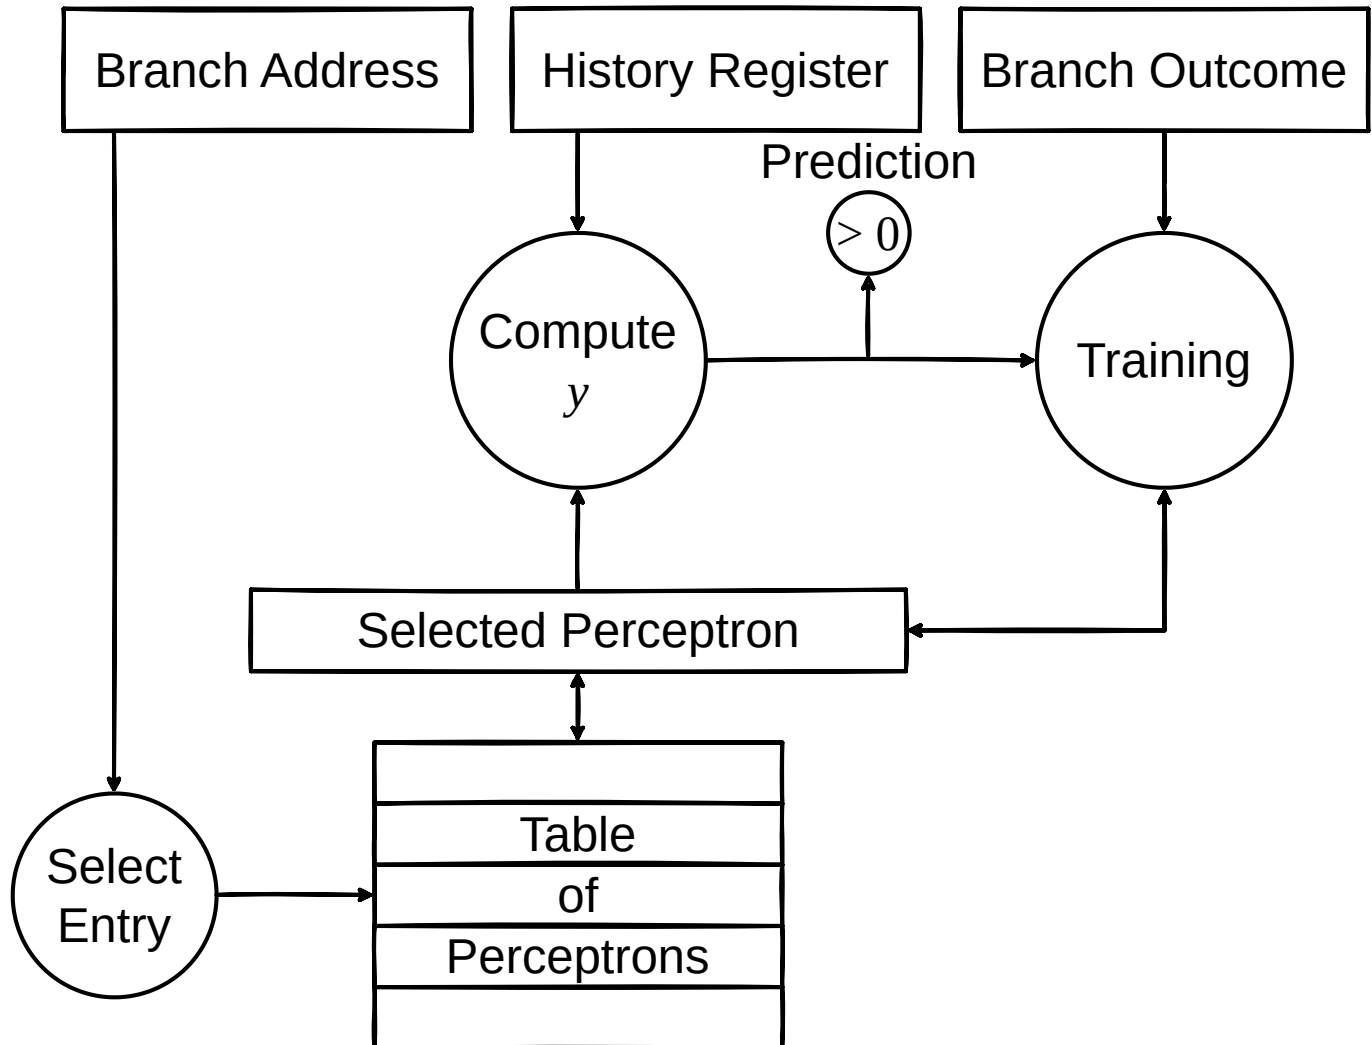 Branch Address
History Register
Branch Outcome
Prediction
> 0
Compute
y
Training
Selected Perceptron
Select
Entry
Table
of
Perceptrons